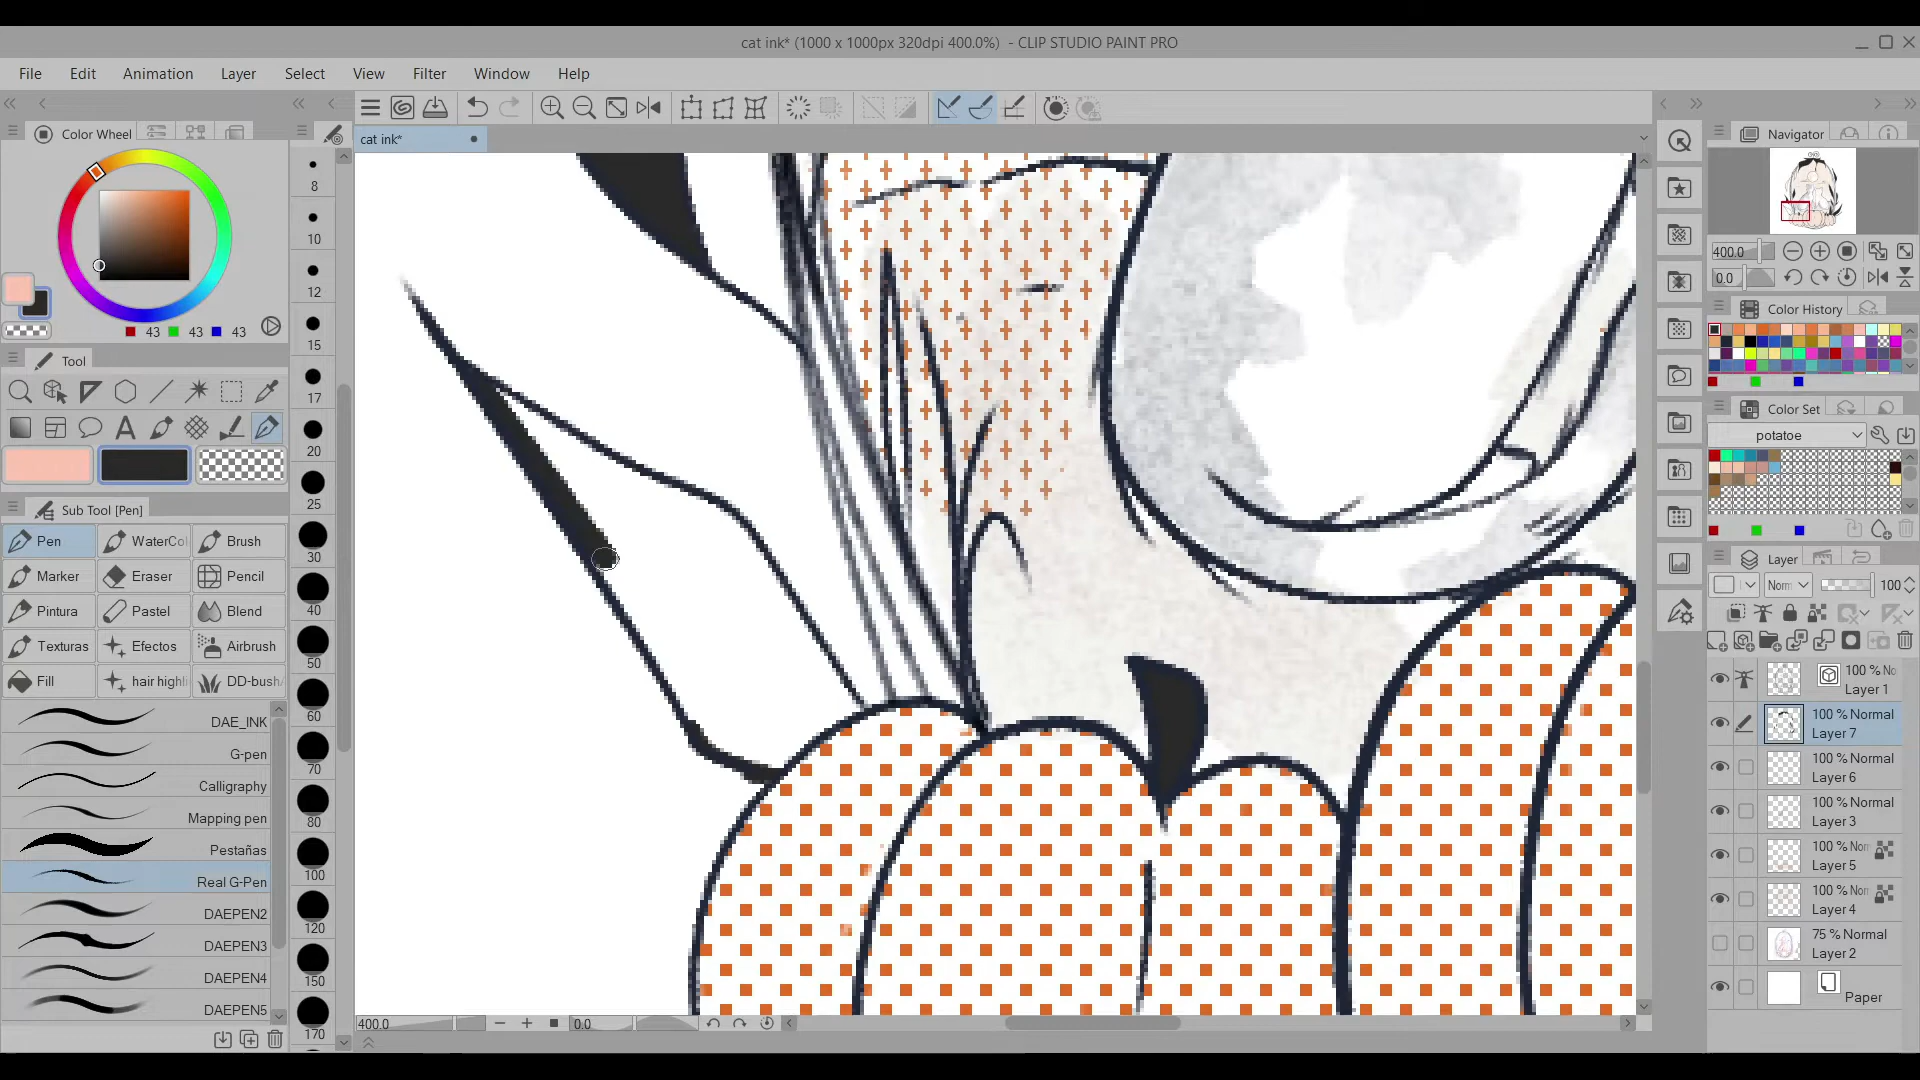 cat ink* (1000 x 1000px 320dpi 400.0%) - CLIP STUDIO PAINT PRO
File Edit Animation Layer Select View Filter Window Help
Color Wheel
cat ink*
43 43 43
Tool
Sub Tool [Pen]
Pen WaterCol Brush
Marker Eraser Pencil
Pintura Pastel Blend
Texturas Efectos Airbrush
Fill hair highl DD-bush
DAE_INK
G-pen
Calligraphy
Mapping pen
Pestañas
Real G-Pen
DAEPEN2
DAEPEN3
DAEPEN4
DAEPEN5
8
10
12
15
17
20
25
30
40
50
60
70
80
100
120
150
170
400.0 0.0
Navigator
400.0
0.0
Color History
Color Set
potatoe
Layer
Norm 100
100 % No
Layer 1
100 % Normal
Layer 7
100 % Normal
Layer 6
100 % Normal
Layer 3
100 % Nor
Layer 5
100 % Nor
Layer 4
75 % Normal
Layer 2
Paper